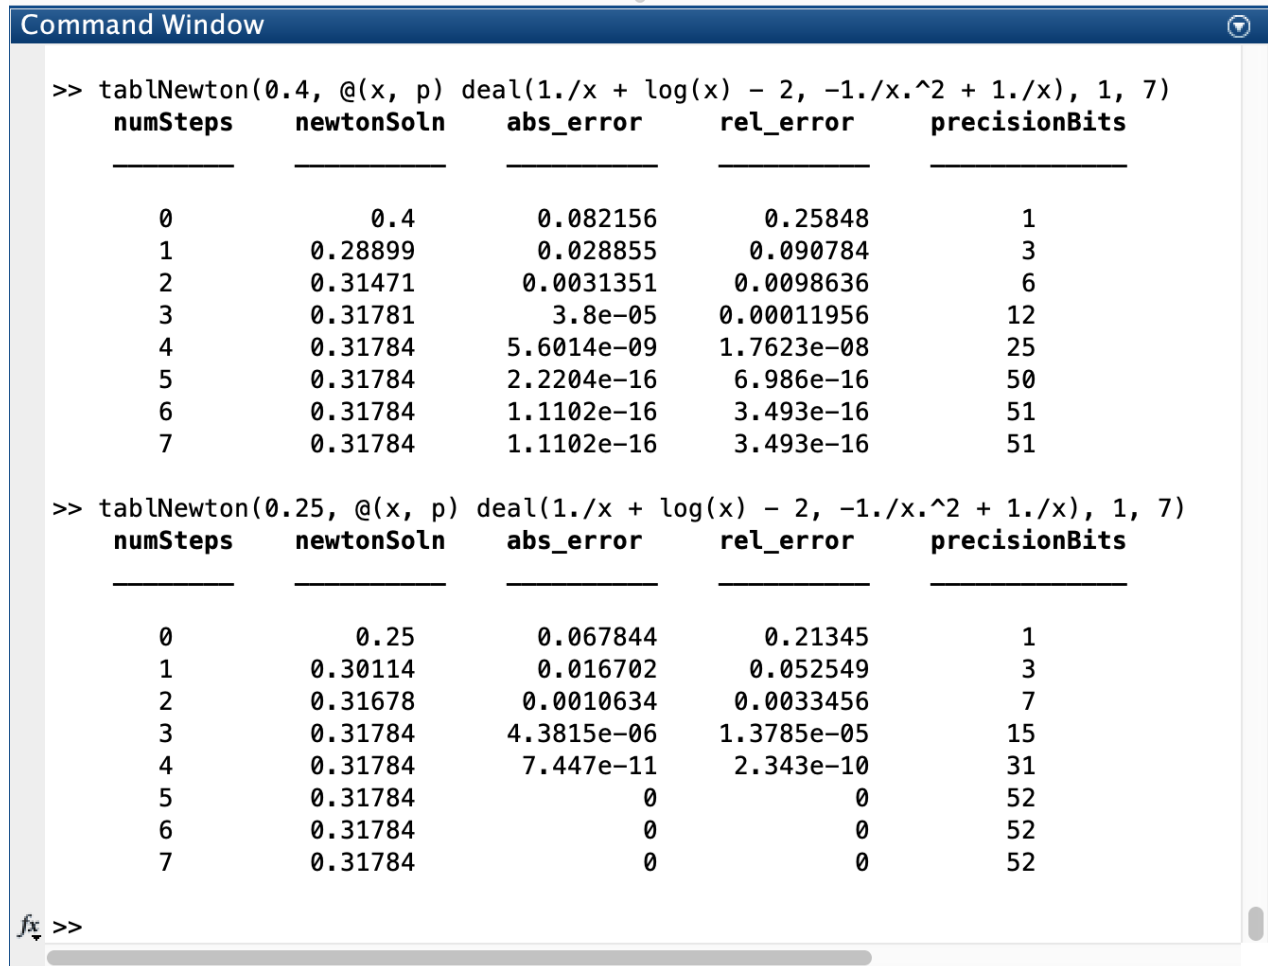 Command Window
>> tablNewton(0.4, @(x, p) deal(1./x + log(x) - 2, -1./x.^2 + 1./x), 1, 7)
numSteps newtonSoln abs_error rel_error precisionBits
0 0.4 0.082156 0.25848 1
1 0.28899 0.028855 0.090784 3
2 0.31471 0.0031351 0.0098636 6
3 0.31781 3.8e-05 0.00011956 12
4 0.31784 5.6014e-09 1.7623e-08 25
5 0.31784 2.2204e-16 6.986e-16 50
6 0.31784 1.1102e-16 3.493e-16 51
7 0.31784 1.1102e-16 3.493e-16 51
>> tablNewton(0.25, @(x, p) deal(1./x + log(x) - 2, -1./x.^2 + 1./x), 1, 7)
numSteps newtonSoln abs_error rel_error precisionBits
0 0.25 0.067844 0.21345 1
1 0.30114 0.016702 0.052549 3
2 0.31678 0.0010634 0.0033456 7
3 0.31784 4.3815e-06 1.3785e-05 15
4 0.31784 7.447e-11 2.343e-10 31
5 0.31784 0 0 52
6 0.31784 0 0 52
7 0.31784 0 0 52
fx >>